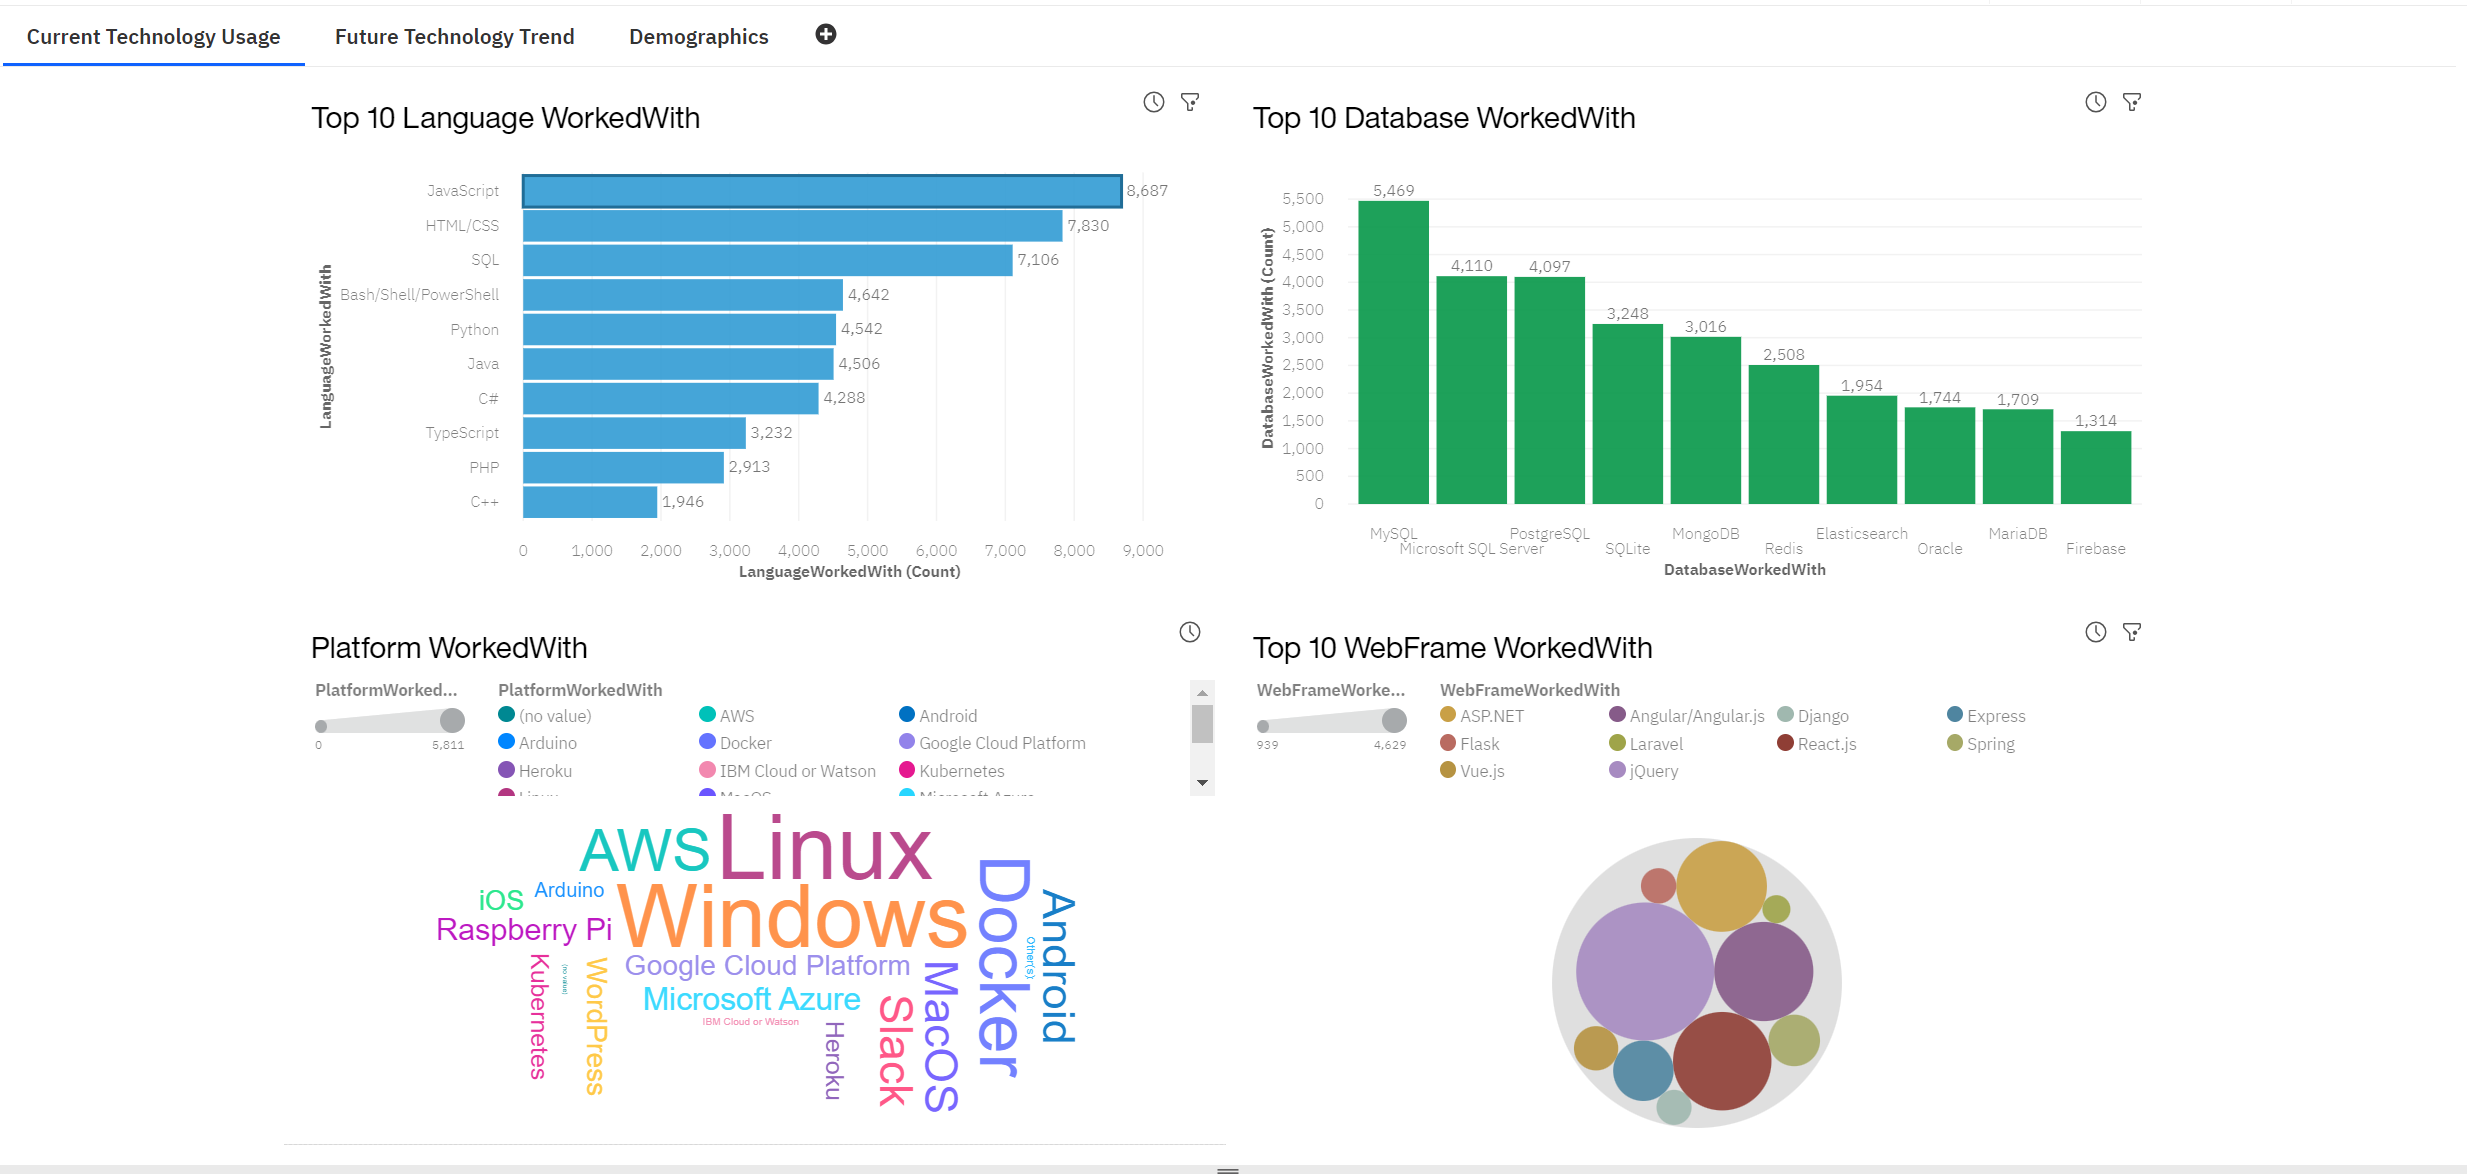 Current Technology Usage Future Technology Trend Demographics
Top 10 Language WorkedWith
LanguageWorkedWith
JavaScript 8,687
HTML/CSS 7,830
SQL 7,106
Bash/Shell/PowerShell 4,642
Python 4,542
Java 4,506
C# 4,288
TypeScript 3,232
PHP 2,913
C++ 1,946
0 1,000 2,000 3,000 4,000 5,000 6,000 7,000 8,000 9,000
LanguageWorkedWith (Count)
Top 10 Database WorkedWith
DatabaseWorkedWith (Count)
5,500
5,000
4,500
4,000
3,500
3,000
2,500
2,000
1,500
1,000
500
0
5,469 4,110 4,097 3,248 3,016 2,508 1,954 1,744 1,709 1,314
MySQL PostgreSQL MongoDB Elasticsearch MariaDB
Microsoft SQL Server SQLite Redis Oracle Firebase
DatabaseWorkedWith
Platform WorkedWith
PlatformWorked... PlatformWorkedWith
0 5,811
(no value) AWS Android
Arduino Docker Google Cloud Platform
Heroku IBM Cloud or Watson Kubernetes
Linux MacOS Microsoft Azure
AWS
Linux
iOS
Arduino
Windows
Raspberry Pi
Docker
Other(s):
Android
Kubernetes
(no value)
WordPress
Google Cloud Platform
Microsoft Azure
IBM Cloud or Watson
Heroku
Slack
MacOS
Top 10 WebFrame WorkedWith
WebFrameWorke... WebFrameWorkedWith
939 4,629
ASP.NET Angular/Angular.js Django Express
Flask Laravel React.js Spring
Vue.js jQuery